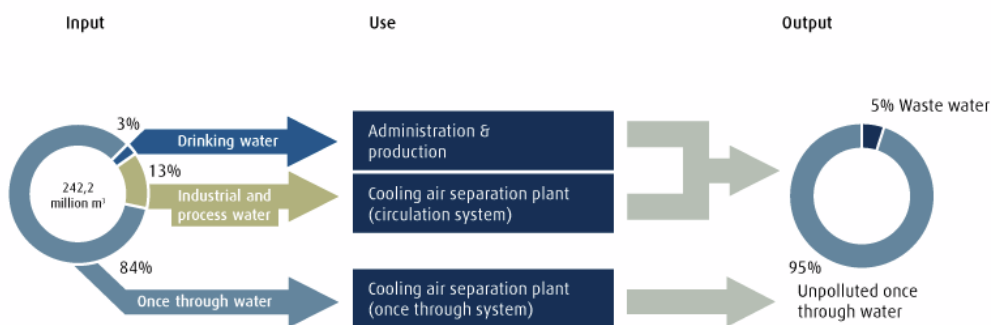 Input
Use
Output
3%
Drinking water
13%
Industrial and
process water
242,2
million m³
84%
Once through water
Administration &
production
Cooling air separation plant
(circulation system)
Cooling air separation plant
(once through system)
5% Waste water
95%
Unpolluted once
through water